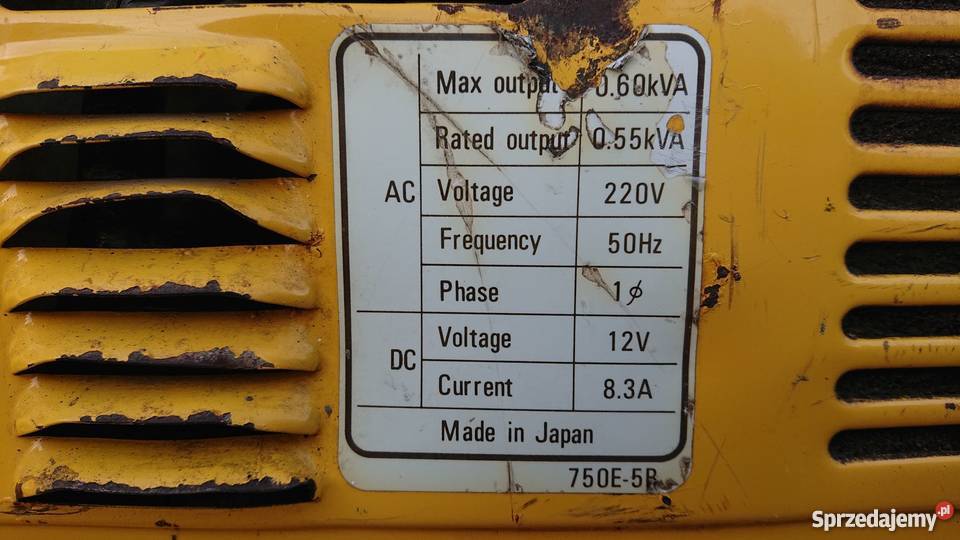 Max output 0.60kVA
Rated output 0.55kVA
AC Voltage 220V
Frequency 50Hz
Phase 1ϕ
DC Voltage 12V
Current 8.3A
Made in Japan
750E-5B
Sprzedajemy.pl